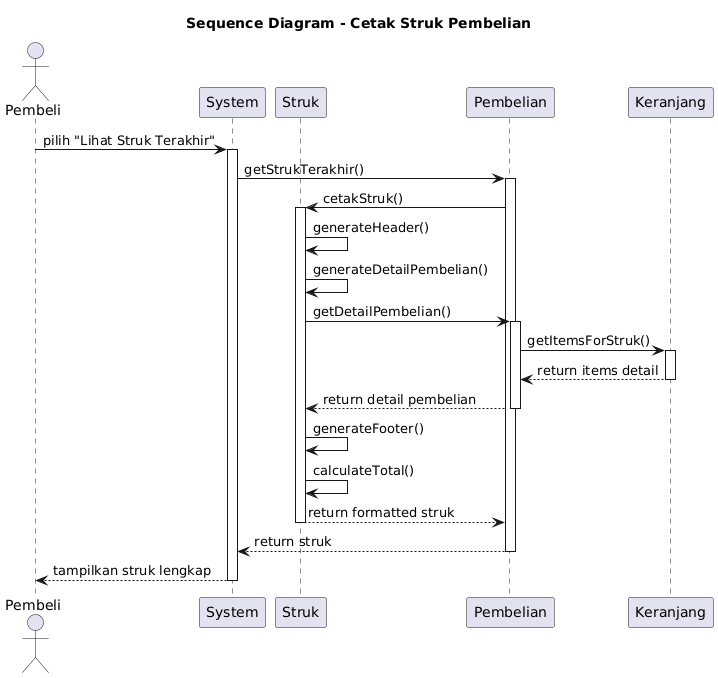 Sequence Diagram - Cetak Struk Pembelian
Pembeli
System
Struk
Pembelian
Keranjang
pilih "Lihat Struk Terakhir"
getStrukTerakhir()
cetakStruk()
generateHeader()
generateDetailPembelian()
getDetailPembelian()
getItemsForStruk()
return items detail
return detail pembelian
generateFooter()
calculateTotal()
return formatted struk
return struk
tampilkan struk lengkap
Pembeli
System
Struk
Pembelian
Keranjang